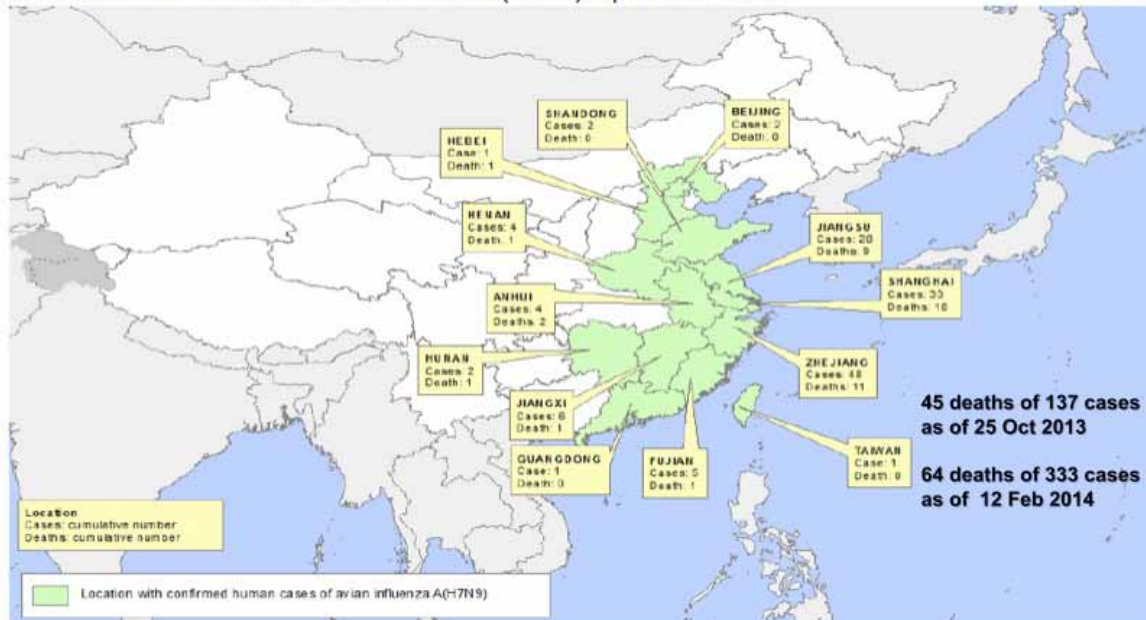 SHANDONG
Cases: 2
Death: 0
BEIJING
Cases: 2
Death: 0
HEBEI
Case: 1
Death: 1
HENAN
Cases: 4
Death: 1
JIANGSU
Cases: 28
Deaths: 9
SHANGHAI
Cases: 33
Deaths: 18
ANHUI
Cases: 4
Deaths: 2
HUNAN
Cases: 2
Death: 1
ZHEJIANG
Cases: 48
Deaths: 11
JIANGXI
Cases: 6
Death: 1
GUANGDONG
Case: 1
Death: 0
FUJIAN
Cases: 5
Death: 1
TAIWAN
Case: 1
Death: 0
45 deaths of 137 cases
as of 25 Oct 2013
64 deaths of 333 cases
as of 12 Feb 2014
Location
Cases: cumulative number
Deaths: cumulative number
Location with confirmed human cases of avian influenza A(H7N9)